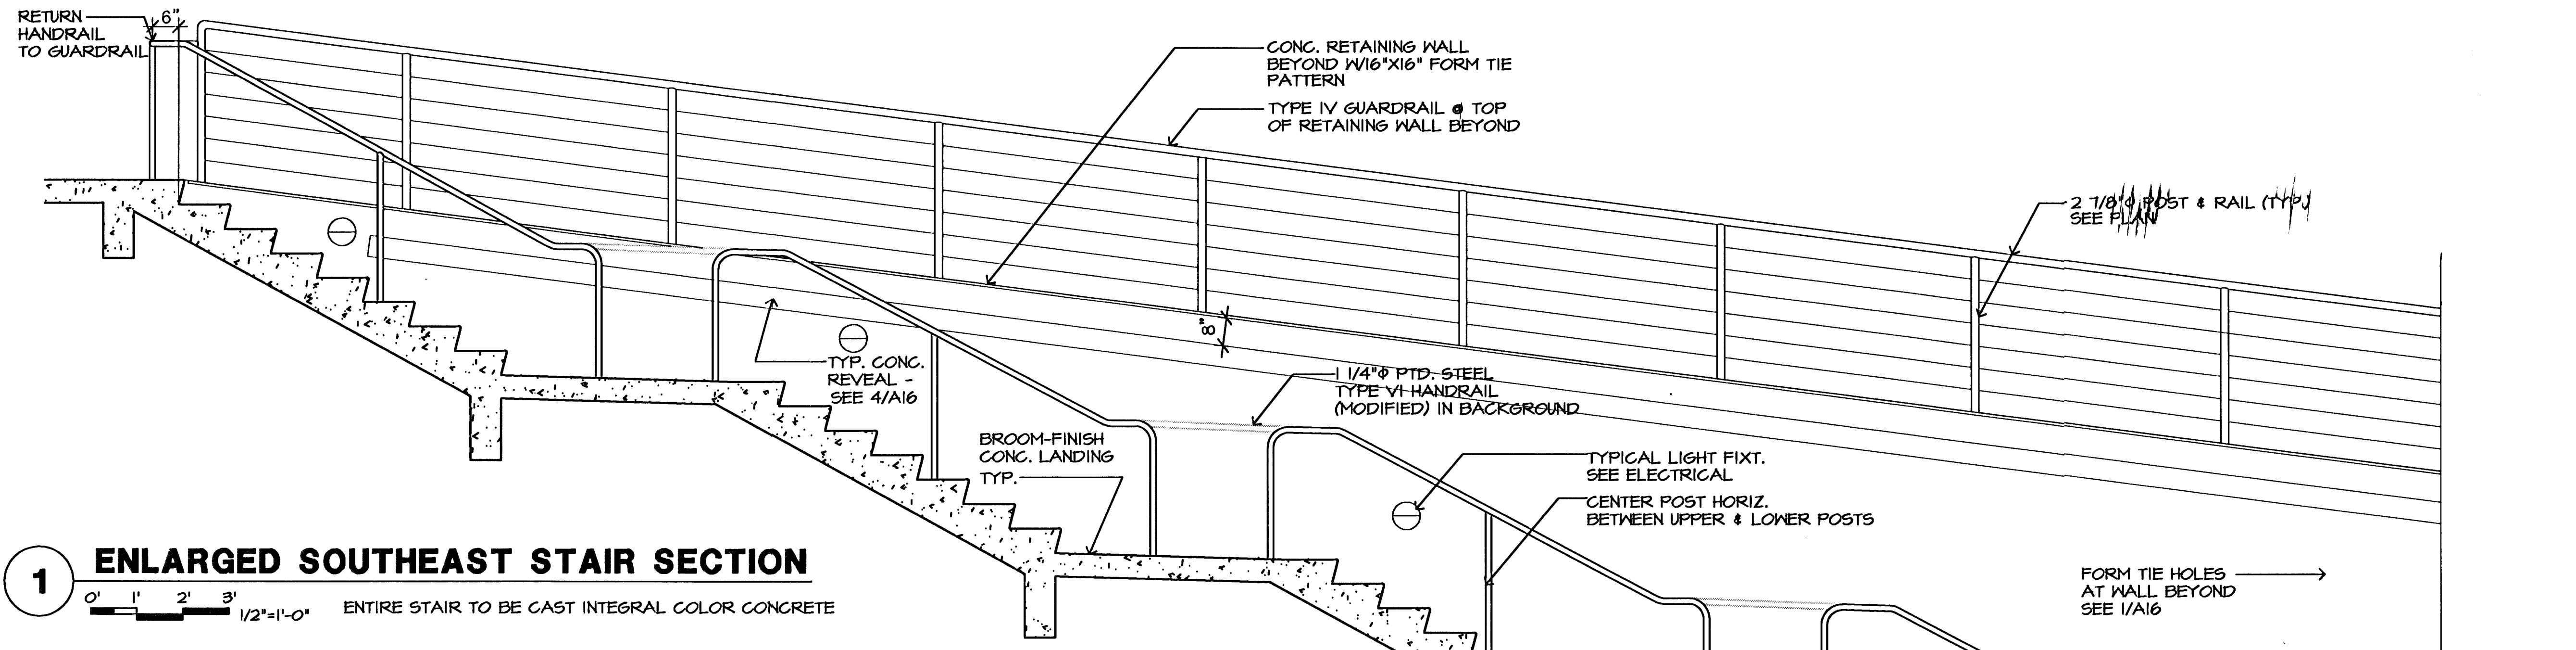 RETURN
HANDRAIL
TO GUARDRAIL
6"
CONC. RETAINING WALL
BEYOND W/16"X16" FORM TIE
PATTERN
TYPE IV GUARDRAIL @ TOP
OF RETAINING WALL BEYOND
2 7/8"Φ POST & RAIL (TYP.)
SEE PLAN
8"
TYP. CONC.
REVEAL -
SEE 4/A16
1 1/4"Φ PTD. STEEL
TYPE VI HANDRAIL
(MODIFIED) IN BACKGROUND
BROOM-FINISH
CONC. LANDING
TYP.
TYPICAL LIGHT FIXT.
SEE ELECTRICAL
CENTER POST HORIZ.
BETWEEN UPPER & LOWER POSTS
FORM TIE HOLES
AT WALL BEYOND
SEE 1/A16
1
ENLARGED SOUTHEAST STAIR SECTION
0' 1' 2' 3'
1/2"=1'-0"
ENTIRE STAIR TO BE CAST INTEGRAL COLOR CONCRETE